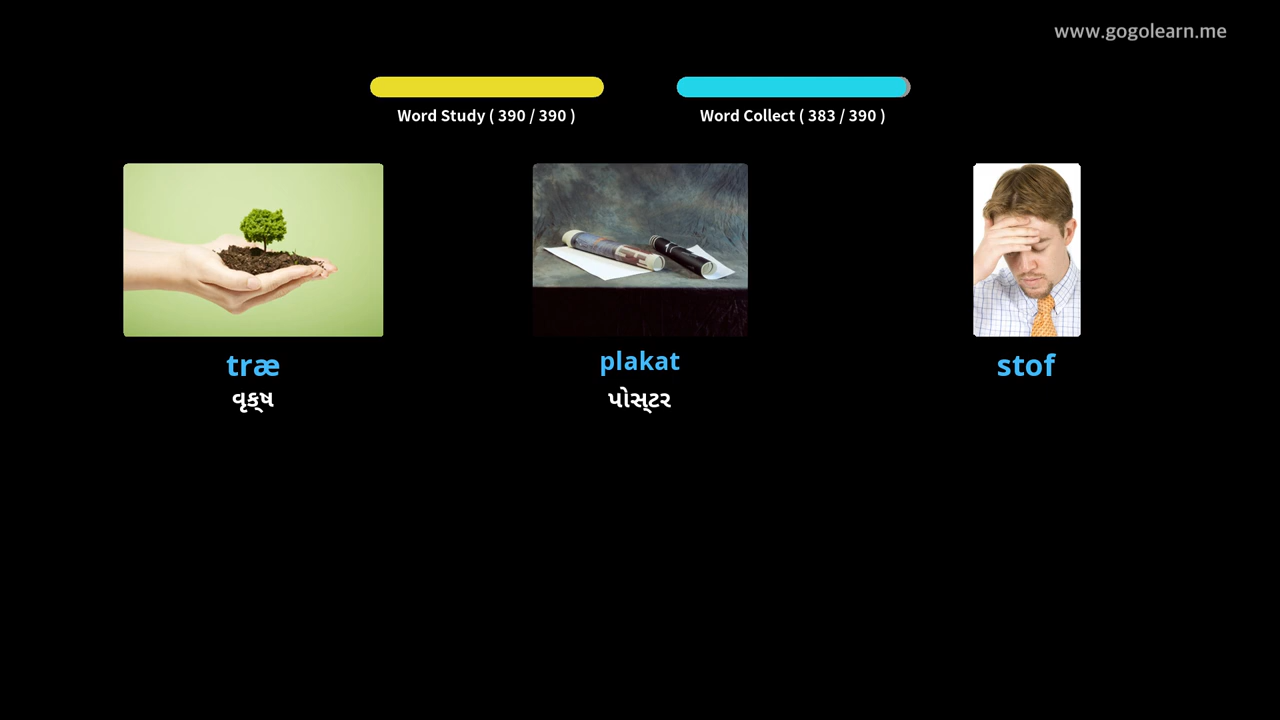 www.gogolearn.me
Word Study ( 390 / 390 )
Word Collect ( 383 / 390 )
træ
plakat
stof
વૃક્ષ
પોસ્ટર